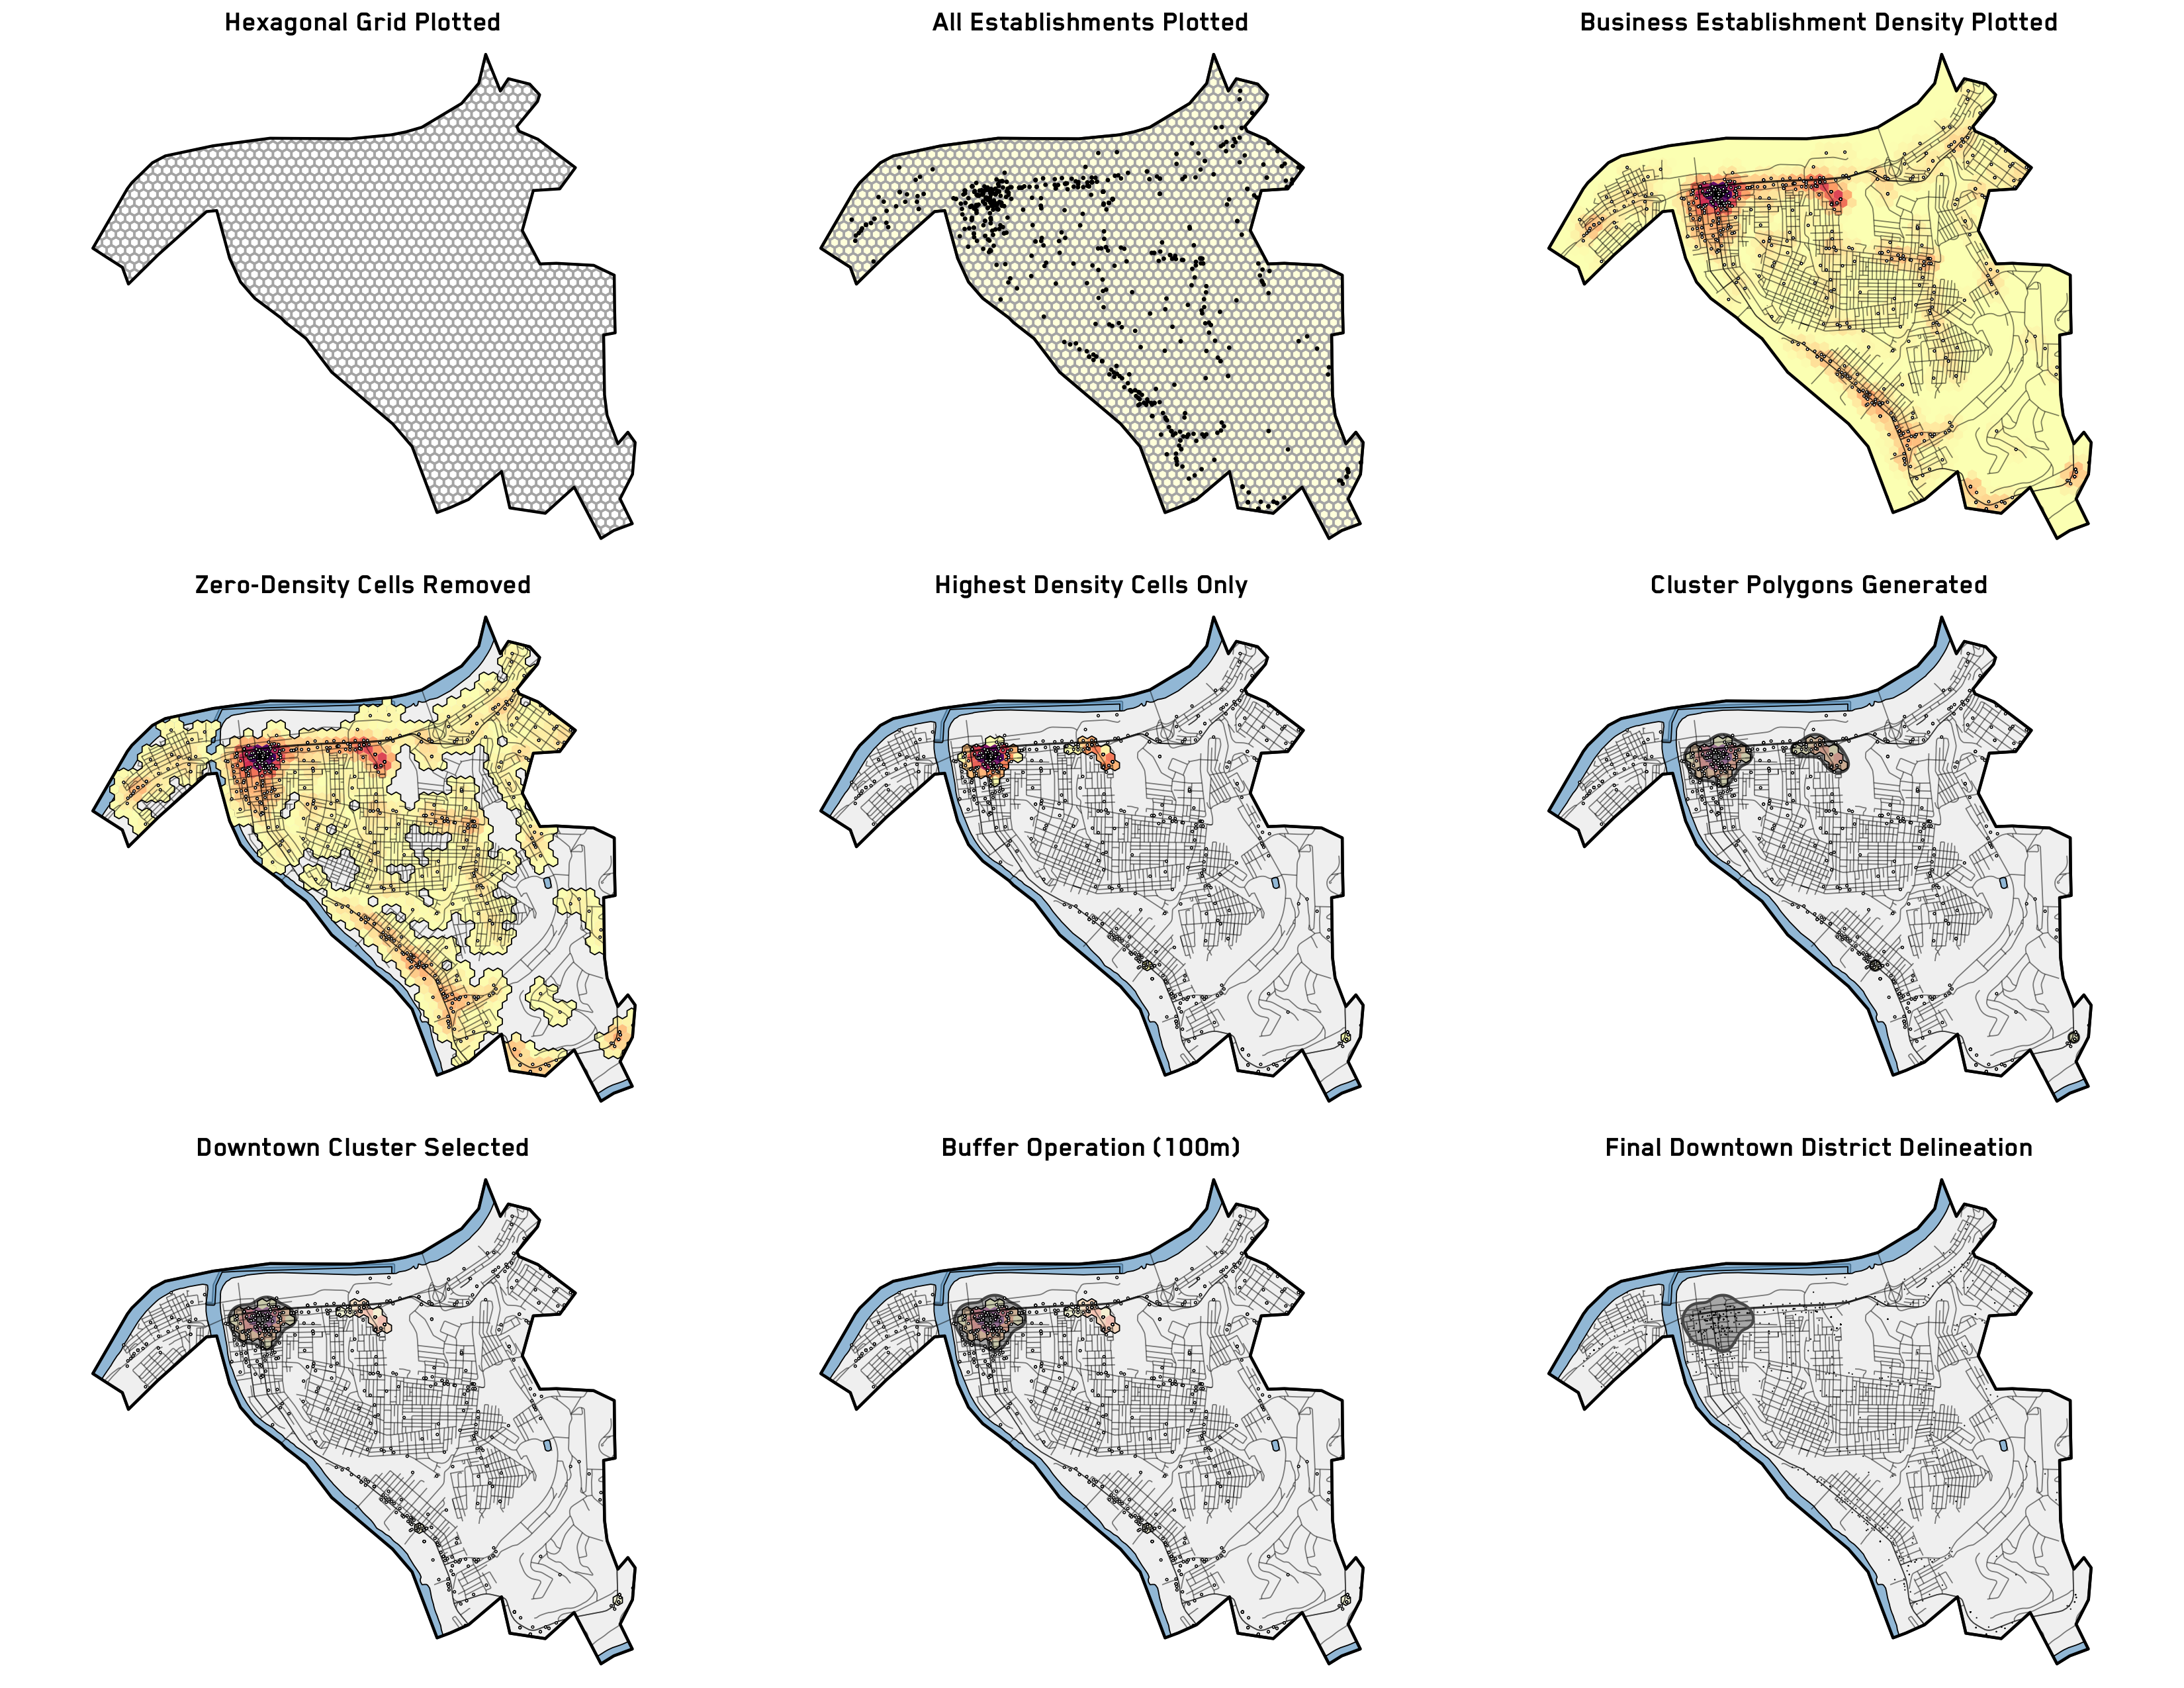 Hexagonal Grid Plotted
All Establishments Plotted
Business Establishment Density Plotted
Zero-Density Cells Removed
Highest Density Cells Only
Cluster Polygons Generated
Downtown Cluster Selected
Buffer Operation (100m)
Final Downtown District Delineation